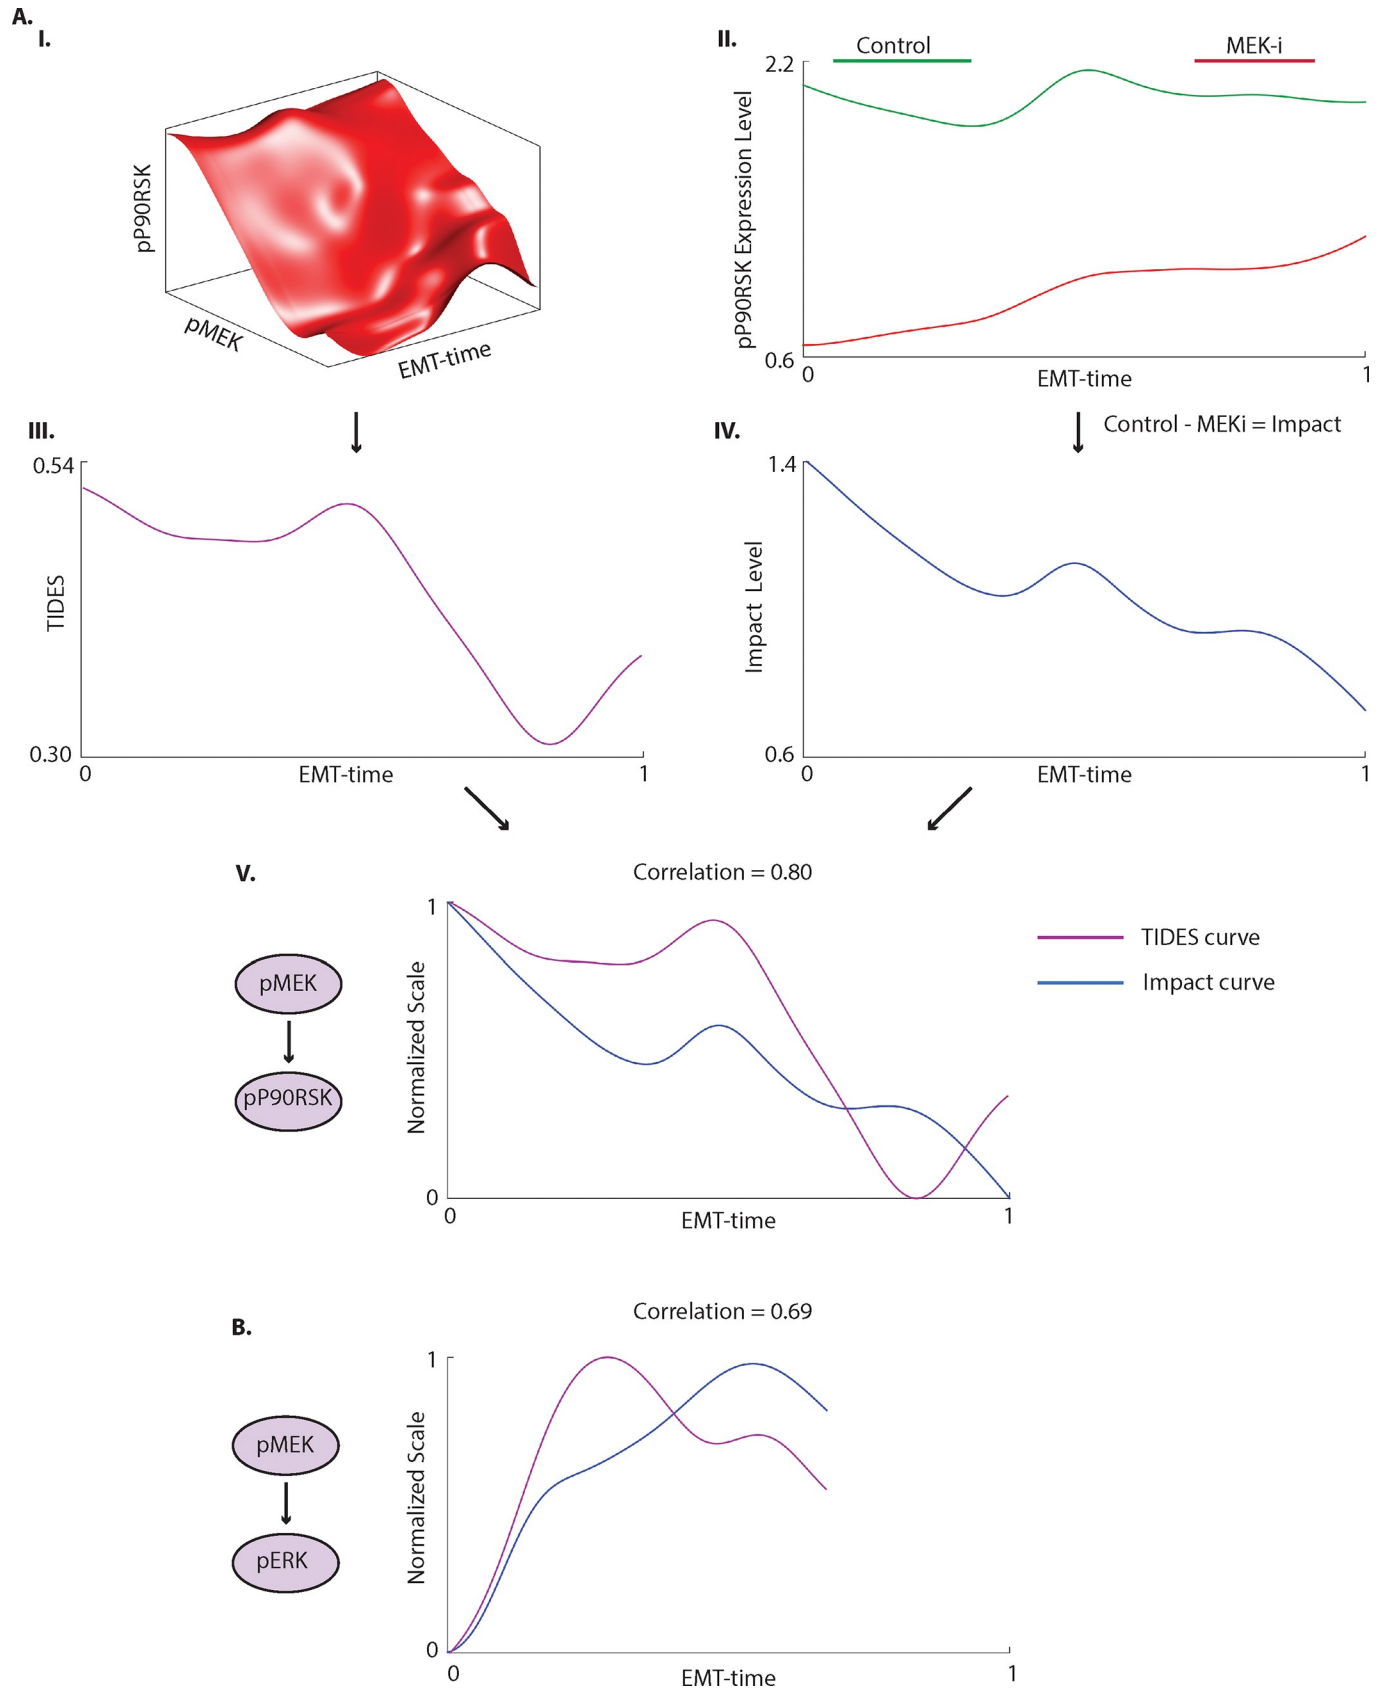 A.
I.
pP90RSK
pMEK
EMT-time
II.
Control
MEK-i
2.2
pP90RSK Expression Level
0.6
0
EMT-time
1
Control - MEKi = Impact
III.
0.54
TIDES
0.30
0
EMT-time
1
IV.
1.4
Impact Level
0.6
0
EMT-time
1
V.
Correlation = 0.80
pMEK
pP90RSK
1
Normalized Scale
0
0
EMT-time
1
TIDES curve
Impact curve
B.
Correlation = 0.69
pMEK
pERK
1
Normalized Scale
0
0
EMT-time
1